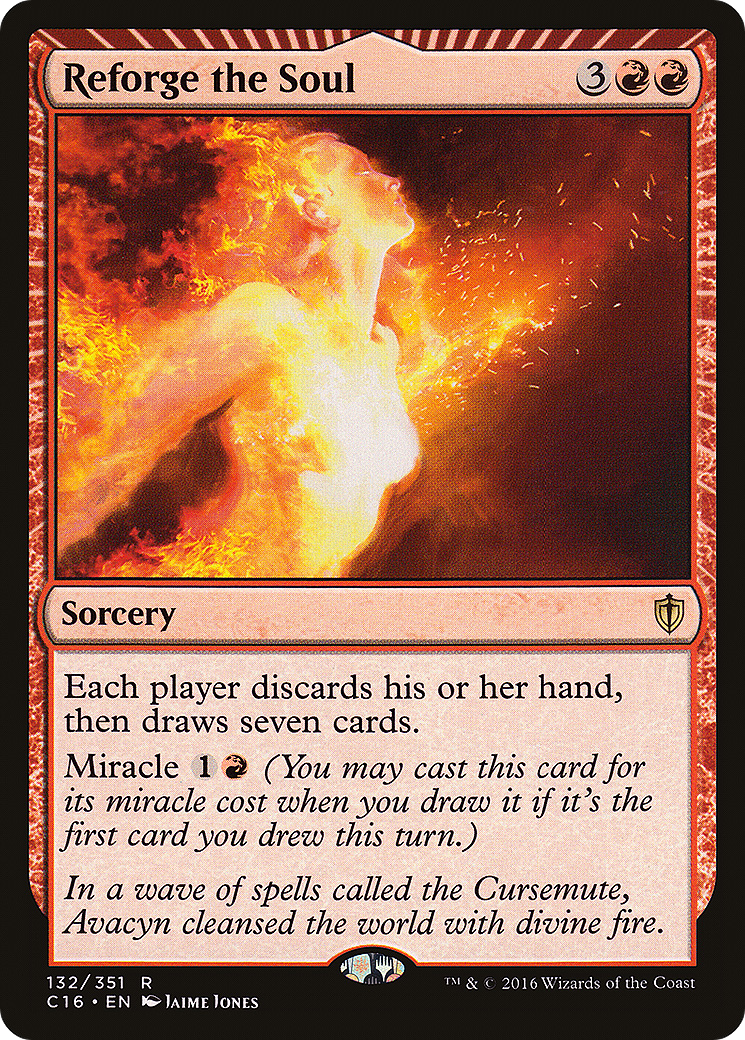 Reforge the Soul 3
Sorcery
Each player discards his or her hand,
then draws seven cards.
Miracle 1 (You may cast this card for
its miracle cost when you draw it if it's the
first card you drew this turn.)
In a wave of spells called the Cursemute,
Avacyn cleansed the world with divine fire.
132/351 R
C16 • EN Jaime Jones
™ & © 2016 Wizards of the Coast